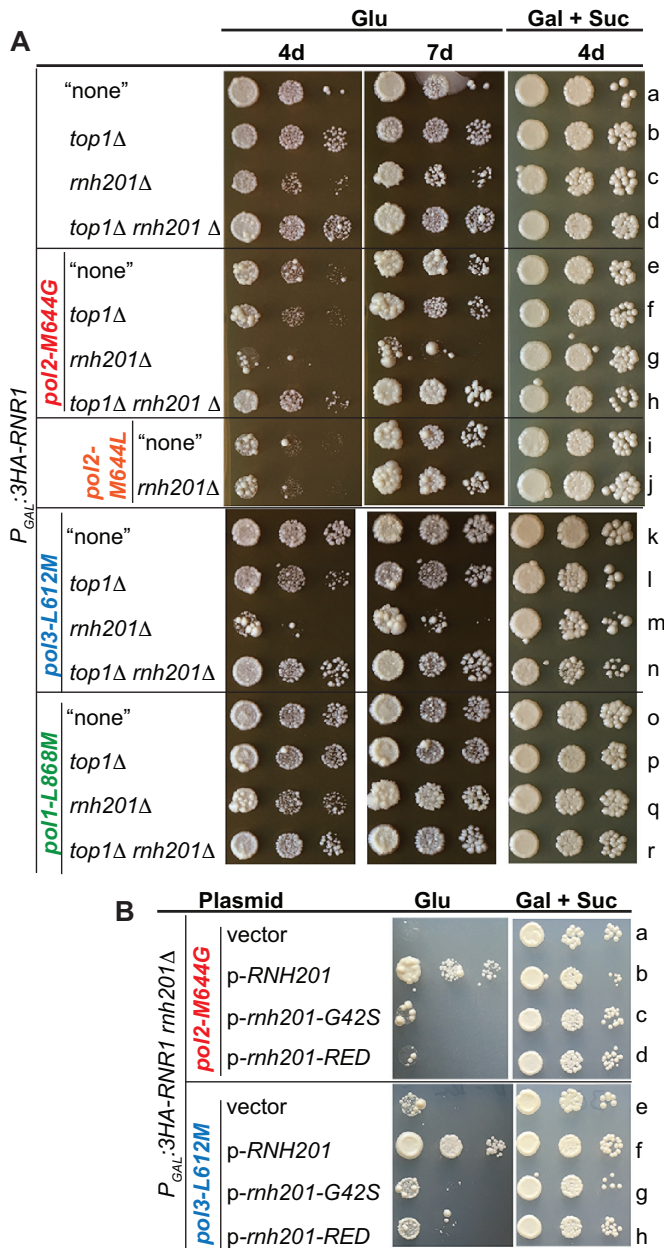 A
Glu Gal + Suc
4d 7d 4d
P_GAL:3HA-RNR1
“none” a
top1Δ b
rnh201Δ c
top1Δ rnh201 Δ d
pol2-M644G
“none” e
top1Δ f
rnh201Δ g
top1Δ rnh201 Δ h
pol2-
M644L
“none” i
rnh201Δ j
pol3-L612M
“none” k
top1Δ l
rnh201Δ m
top1Δ rnh201Δ n
pol1-L868M
“none” o
top1Δ p
rnh201Δ q
top1Δ rnh201Δ r
B
Plasmid Glu Gal + Suc
P_GAL:3HA-RNR1 rnh201Δ
pol2-M644G
vector a
p-RNH201 b
p-rnh201-G42S c
p-rnh201-RED d
pol3-L612M
vector e
p-RNH201 f
p-rnh201-G42S g
p-rnh201-RED h